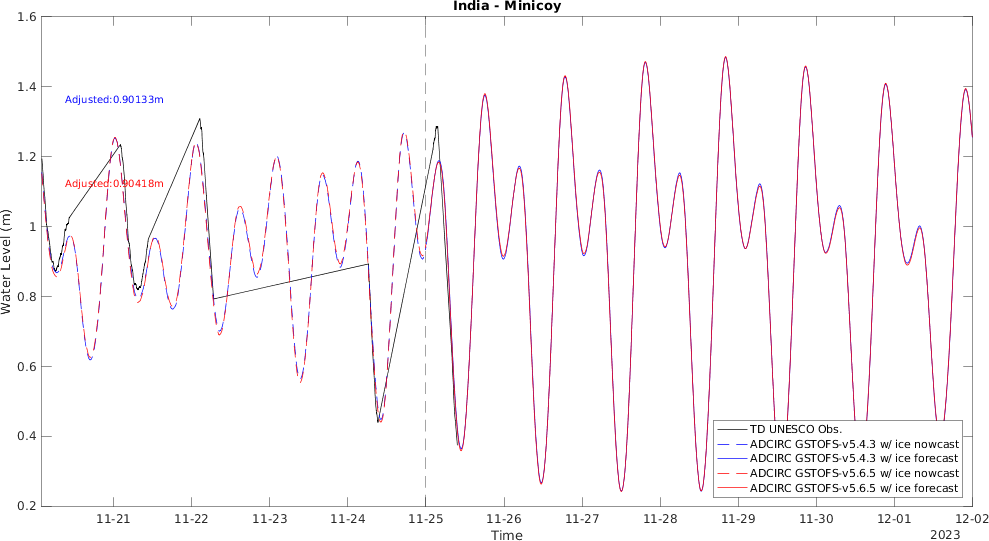 India - Minicoy
1.6
1.4
1.2
1
0.8
0.6
0.4
0.2
Water Level (m)
Adjusted:0.90133m
Adjusted:0.90418m
TD UNESCO Obs.
ADCIRC GSTOFS-v5.4.3 w/ ice nowcast
ADCIRC GSTOFS-v5.4.3 w/ ice forecast
ADCIRC GSTOFS-v5.6.5 w/ ice nowcast
ADCIRC GSTOFS-v5.6.5 w/ ice forecast
11-21 11-22 11-23 11-24 11-25 11-26 11-27 11-28 11-29 11-30 12-01 12-02
Time
2023